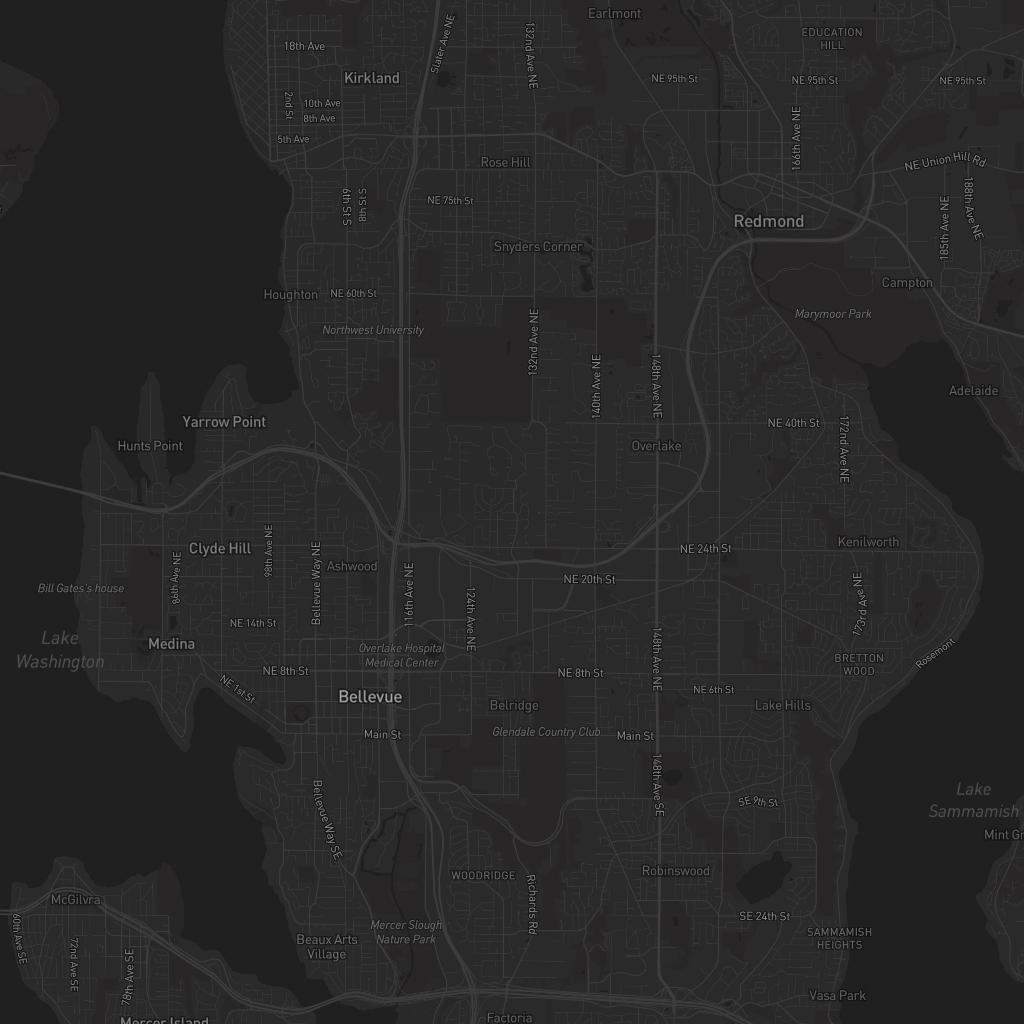 Earlmont
EDUCATION
HILL
18th Ave
Slater Ave NE
132nd Ave NE
Kirkland
NE 95th St
NE 95th St
NE 95th St
2nd St
10th Ave
8th Ave
5th Ave
166th Ave NE
Rose Hill
NE Union Hill Rd
6th St S
8th St S
NE 75th St
188th Ave NE
185th Ave NE
Redmond
Snyders Corner
Campton
Houghton
NE 60th St
Marymoor Park
Northwest University
132nd Ave NE
140th Ave NE
148th Ave NE
Adelaide
Yarrow Point
NE 40th St
172nd Ave NE
Hunts Point
Overlake
Kenilworth
Clyde Hill
98th Ave NE
NE 24th St
Ashwood
86th Ave NE
Bellevue Way NE
116th Ave NE
NE 20th St
Bill Gates's house
124th Ave NE
173rd Ave NE
NE 14th St
Lake
Washington
Medina
Overlake Hospital
Medical Center
148th Ave NE
Rosemont
BRETTON
WOOD
NE 8th St
NE 8th St
NE 1st St
NE 6th St
Bellevue
Belridge
Lake Hills
Main St
Glendale Country Club
Main St
148th Ave SE
Lake
Sammamish
Bellevue Way SE
SE 9th St
Mint Gr
WOODRIDGE
Robinswood
McGilvra
Richards Rd
60th Ave SE
72nd Ave SE
78th Ave SE
Beaux Arts
Village
Mercer Slough
Nature Park
SE 24th St
SAMMAMISH
HEIGHTS
Vasa Park
Mercer Island
Factoria